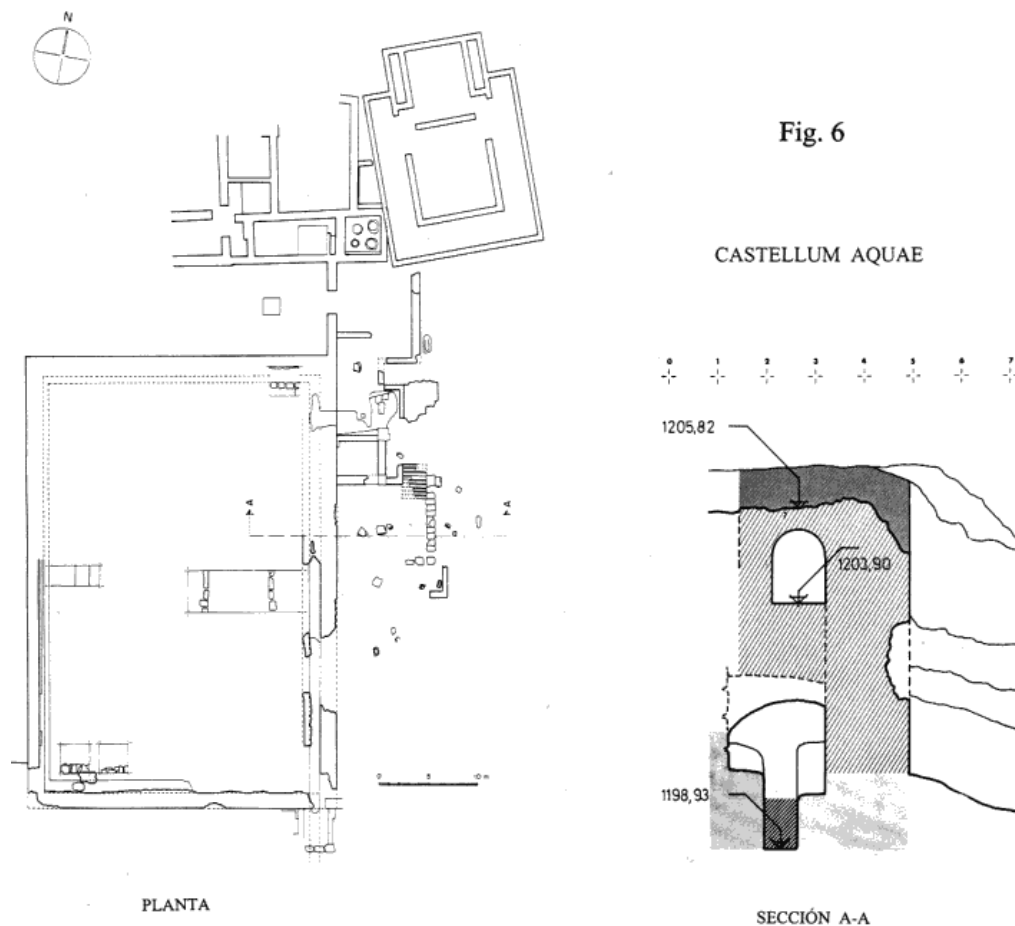 N
Fig. 6
CASTELLUM AQUAE
0 1 2 3 5 6 7
1205,82
1203,90
1198,93
A
A
0 5 10 m
PLANTA
SECCIÓN A-A